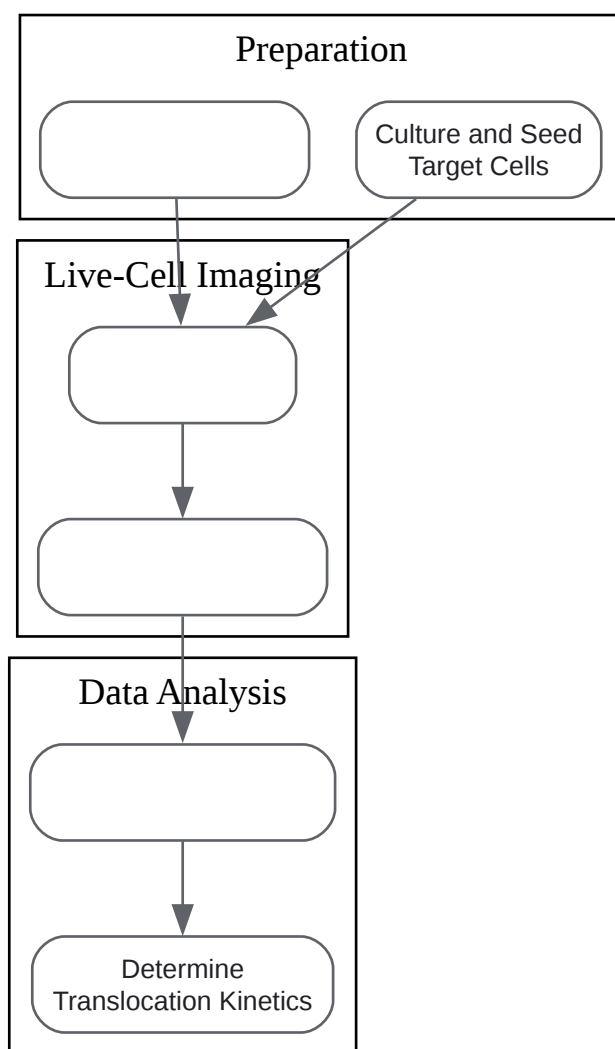 Preparation
Culture and Seed
Target Cells
Live-Cell Imaging
Data Analysis
Determine
Translocation Kinetics